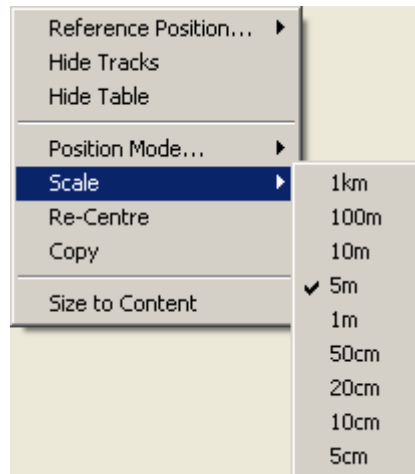 Reference Position...
Hide Tracks
Hide Table
Position Mode...
Scale
Re-Centre
Copy
Size to Content
1km
100m
10m
5m
1m
50cm
20cm
10cm
5cm